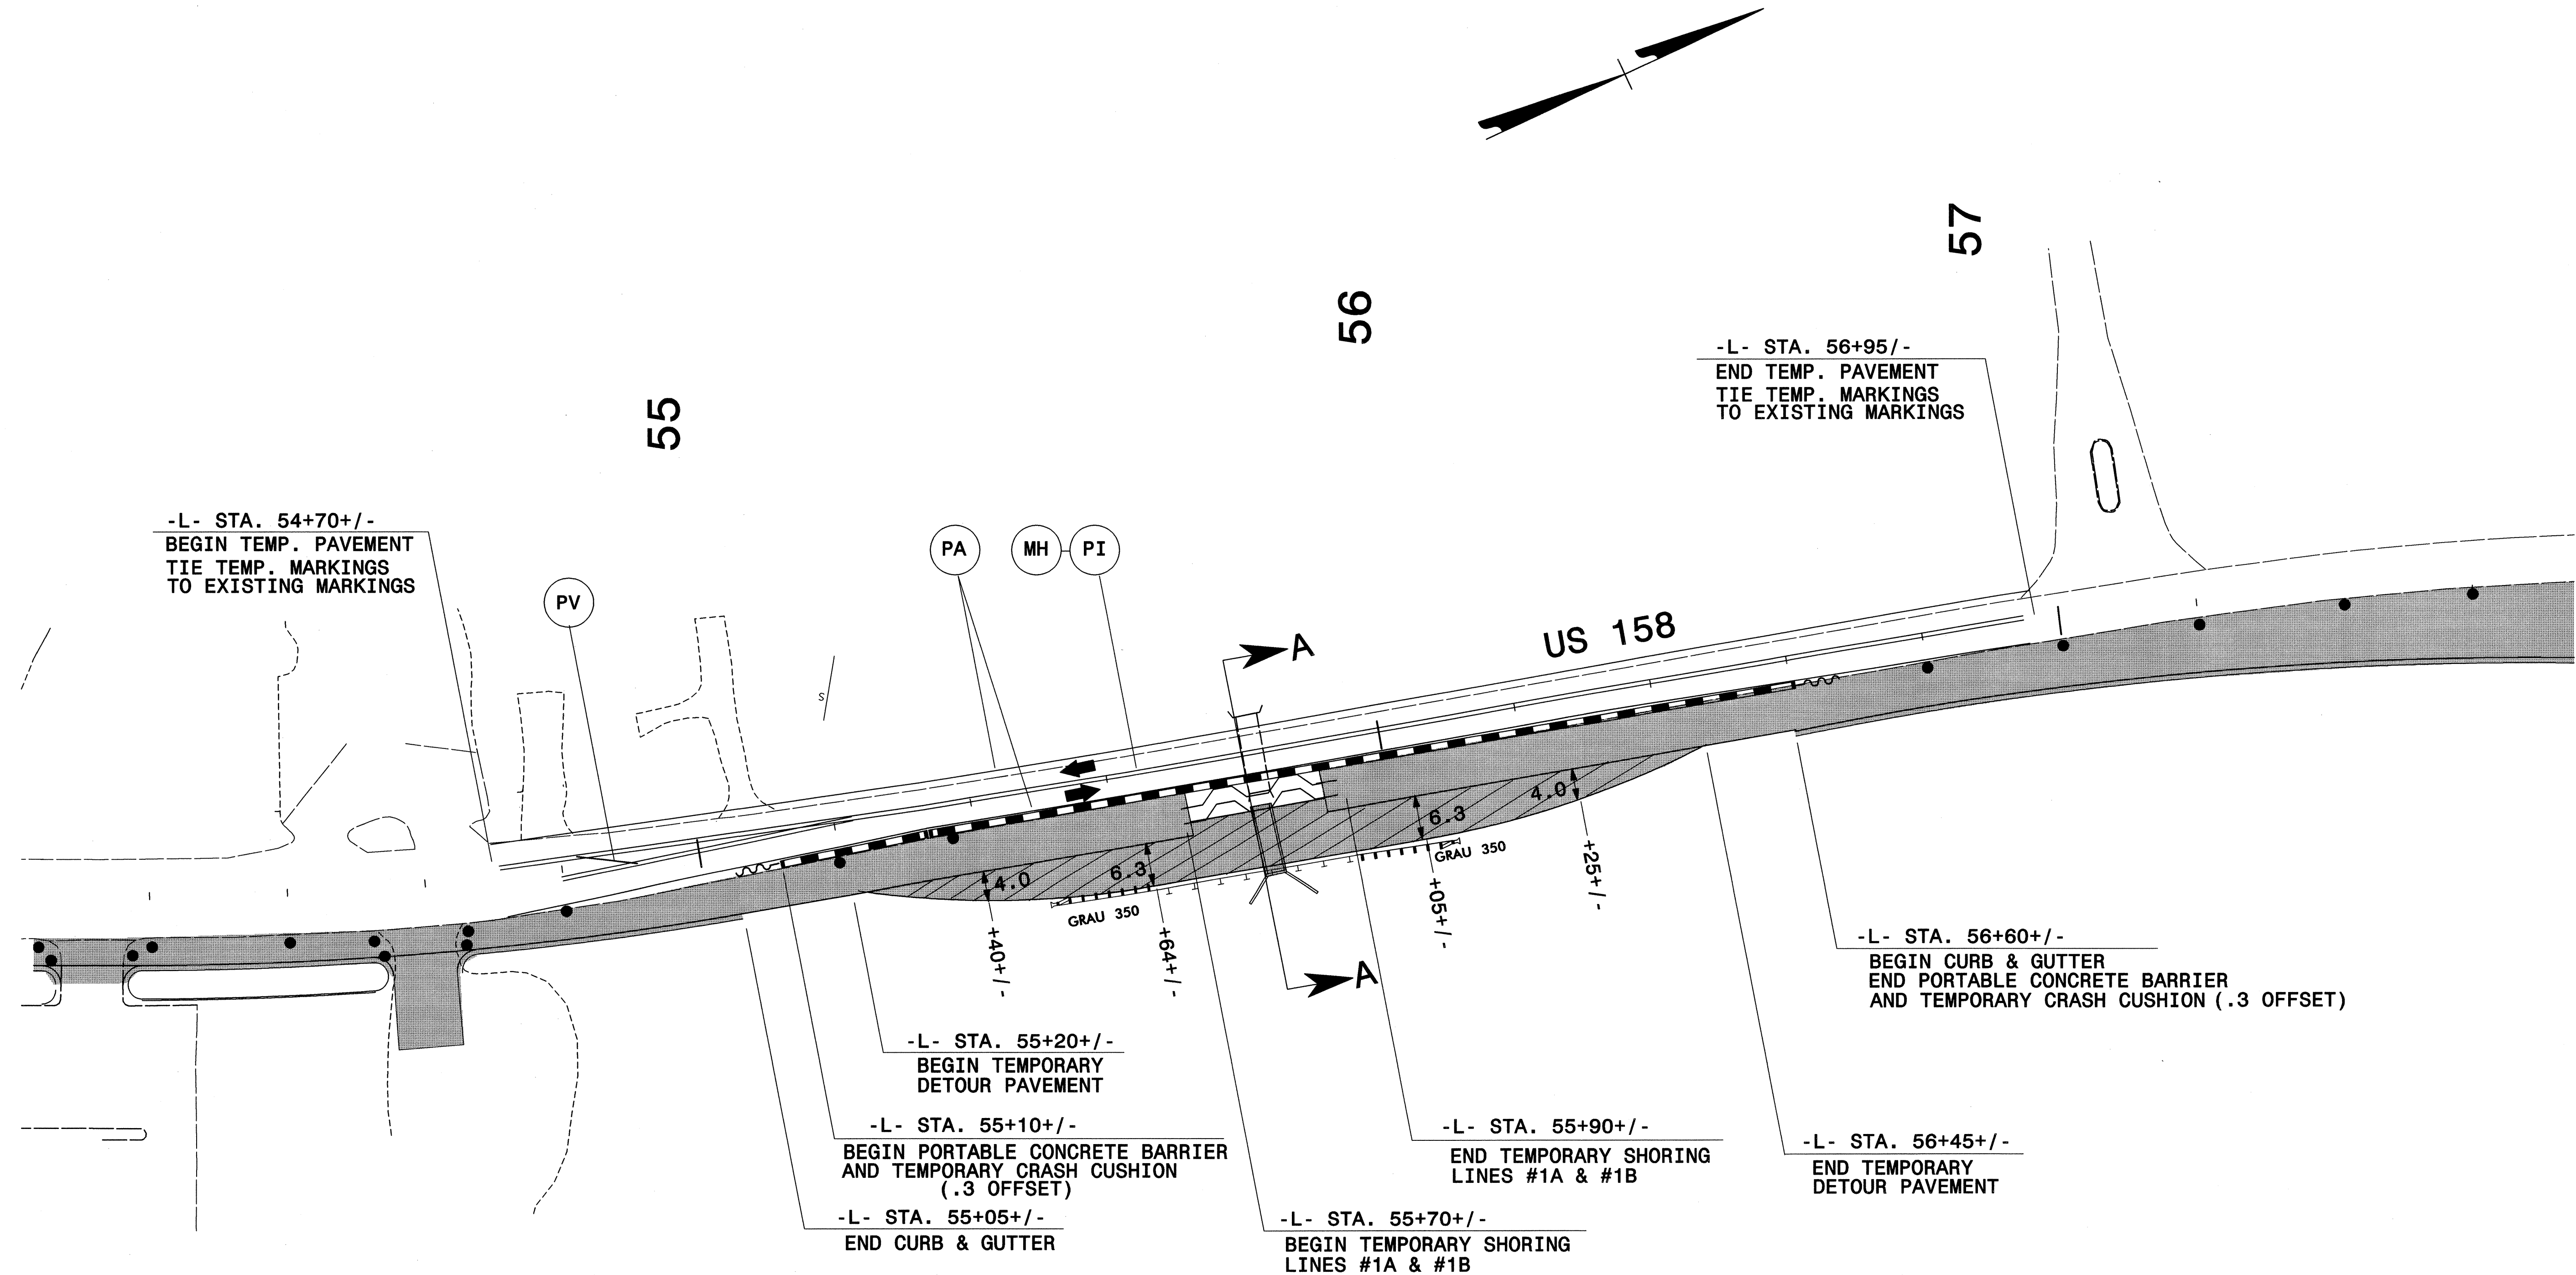 57
56
-L- STA. 56+95/-
END TEMP. PAVEMENT
TIE TEMP. MARKINGS
TO EXISTING MARKINGS
55
-L- STA. 54+70+/-
BEGIN TEMP. PAVEMENT
TIE TEMP. MARKINGS
TO EXISTING MARKINGS
PV
PA
MH
PI
S
US 158
A
4.0
6.3
6.3
4.0
GRAU 350
GRAU 350
+40+/-
+64+/-
+05+/-
+25+/-
A
-L- STA. 56+60+/-
BEGIN CURB & GUTTER
END PORTABLE CONCRETE BARRIER
AND TEMPORARY CRASH CUSHION (.3 OFFSET)
-L- STA. 55+20+/-
BEGIN TEMPORARY
DETOUR PAVEMENT
-L- STA. 55+10+/-
BEGIN PORTABLE CONCRETE BARRIER
AND TEMPORARY CRASH CUSHION
(.3 OFFSET)
-L- STA. 55+05+/-
END CURB & GUTTER
-L- STA. 55+90+/-
END TEMPORARY SHORING
LINES #1A & #1B
-L- STA. 55+70+/-
BEGIN TEMPORARY SHORING
LINES #1A & #1B
-L- STA. 56+45+/-
END TEMPORARY
DETOUR PAVEMENT